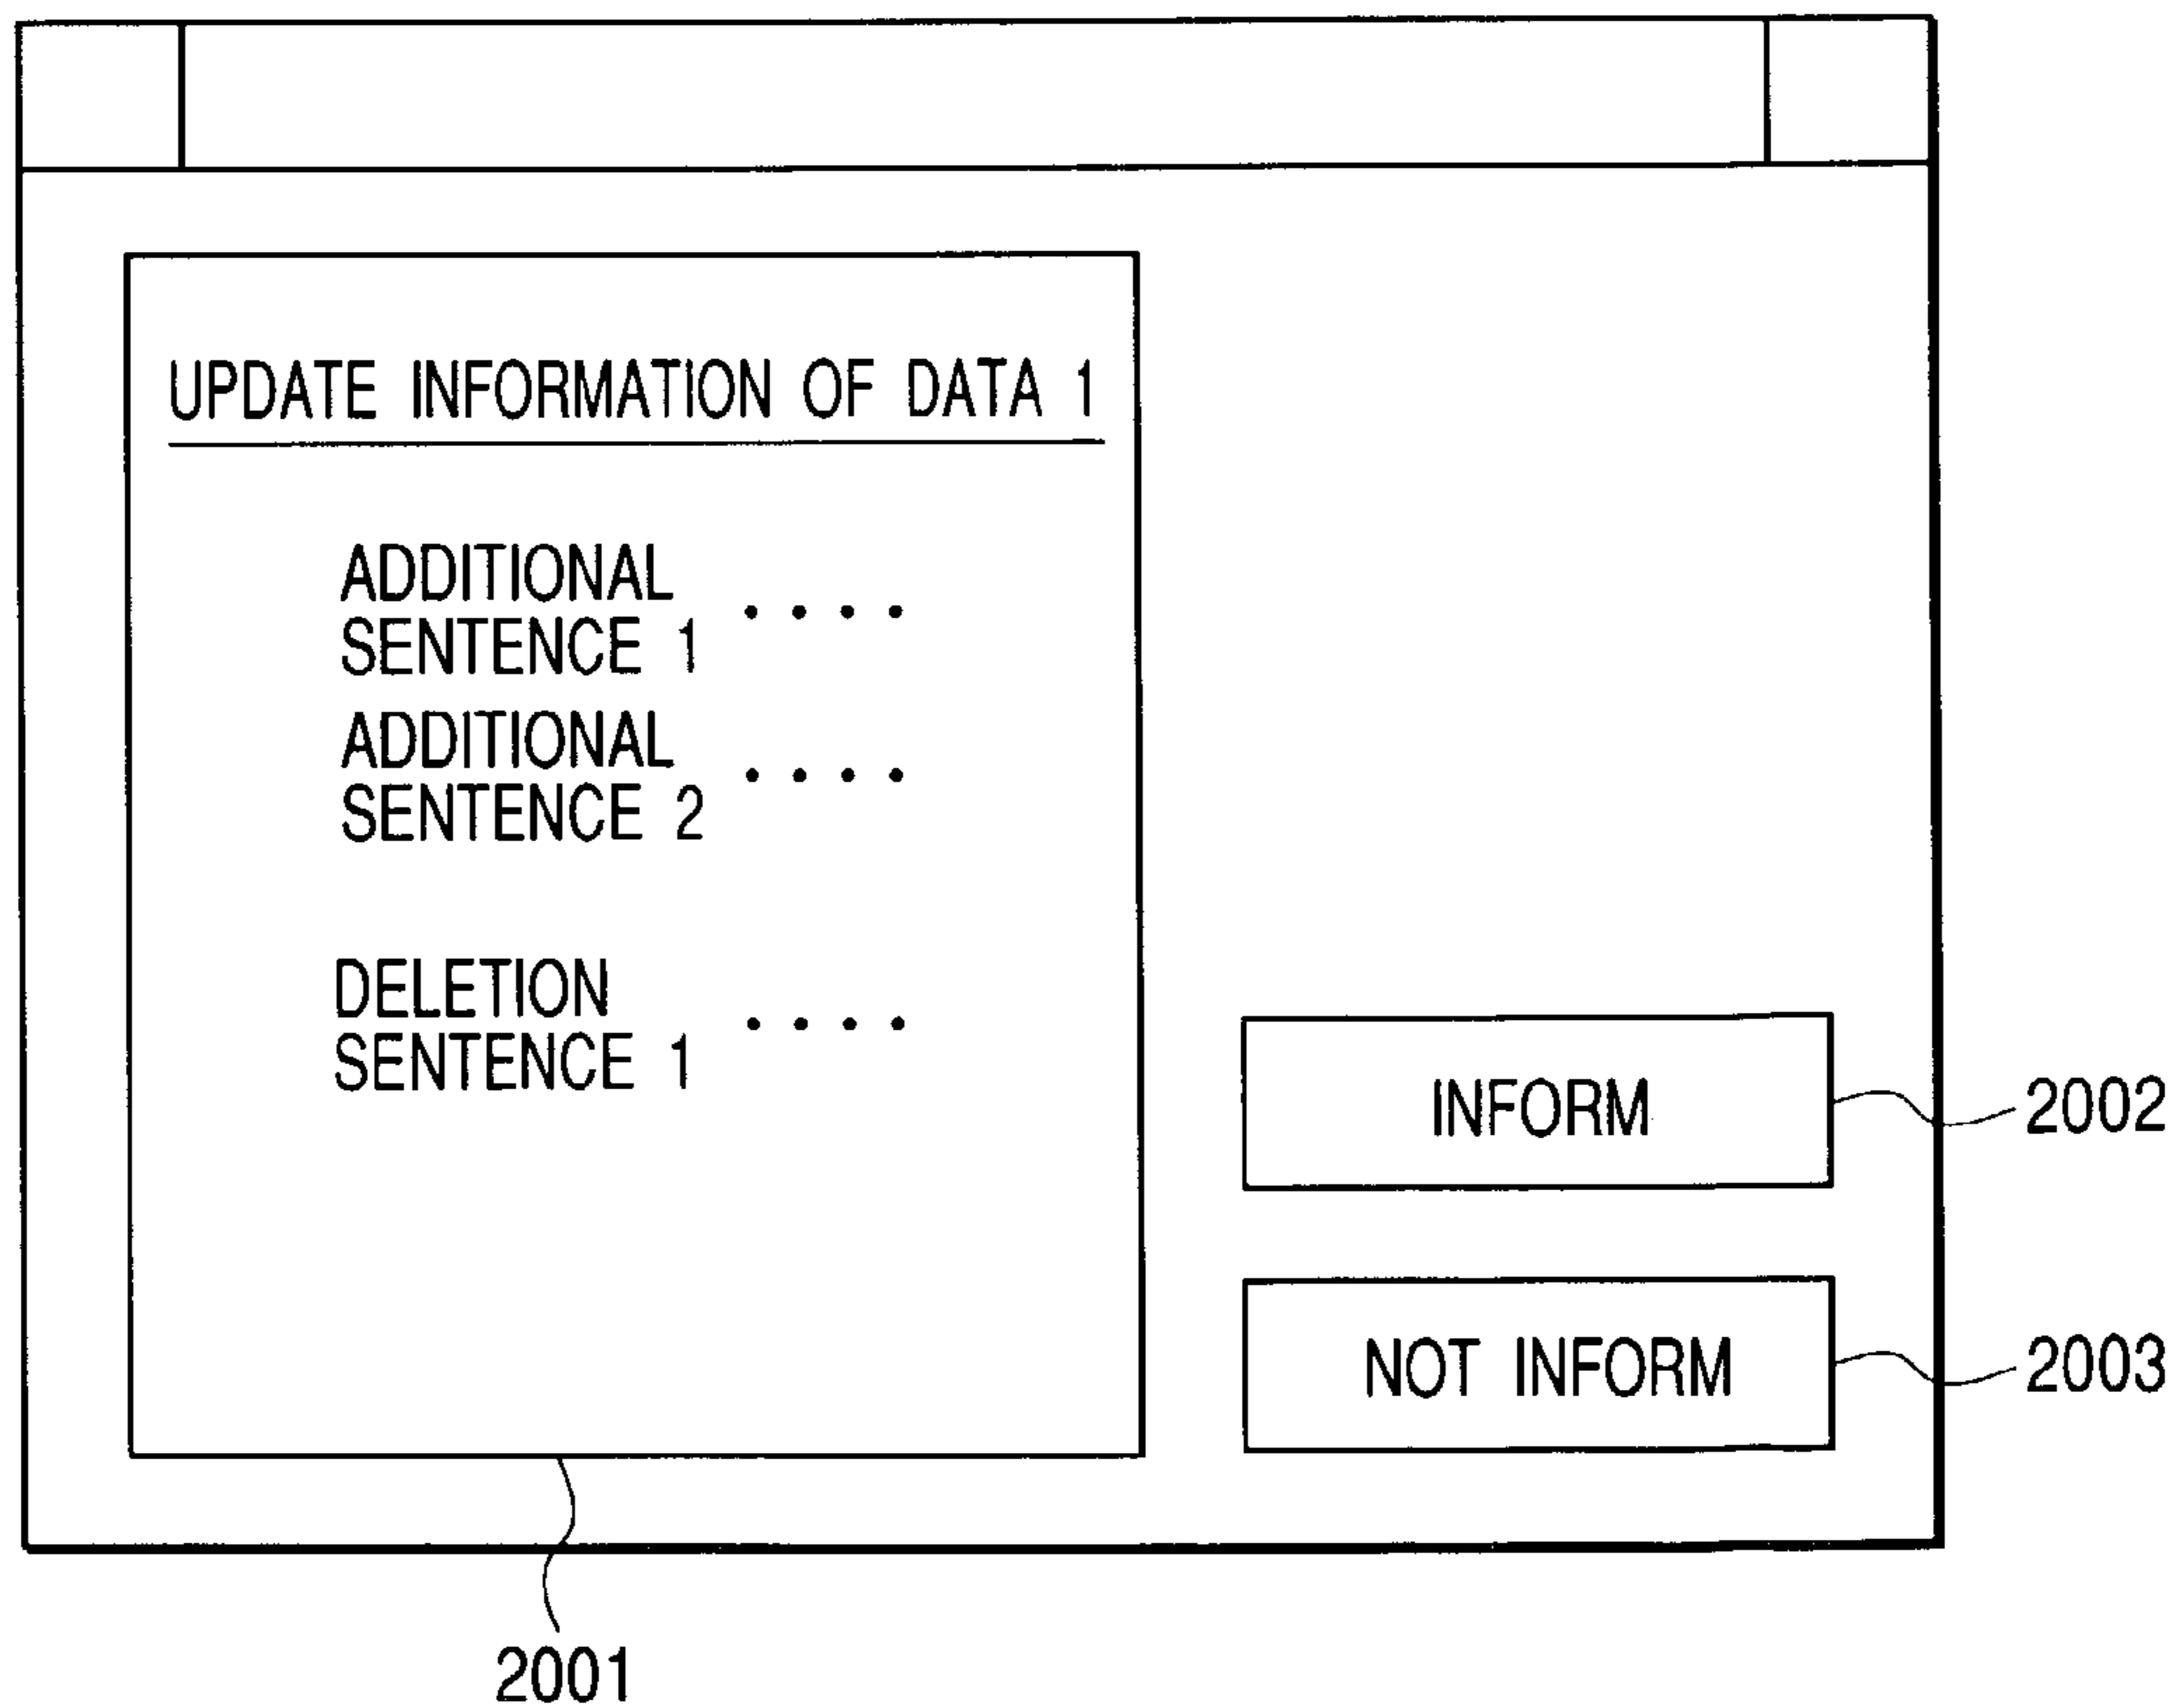 UPDATE INFORMATION OF DATA 1
ADDITIONAL
SENTENCE 1 ....
ADDITIONAL
SENTENCE 2 ....
DELETION
SENTENCE 1 ....
INFORM
2002
NOT INFORM
2003
2001